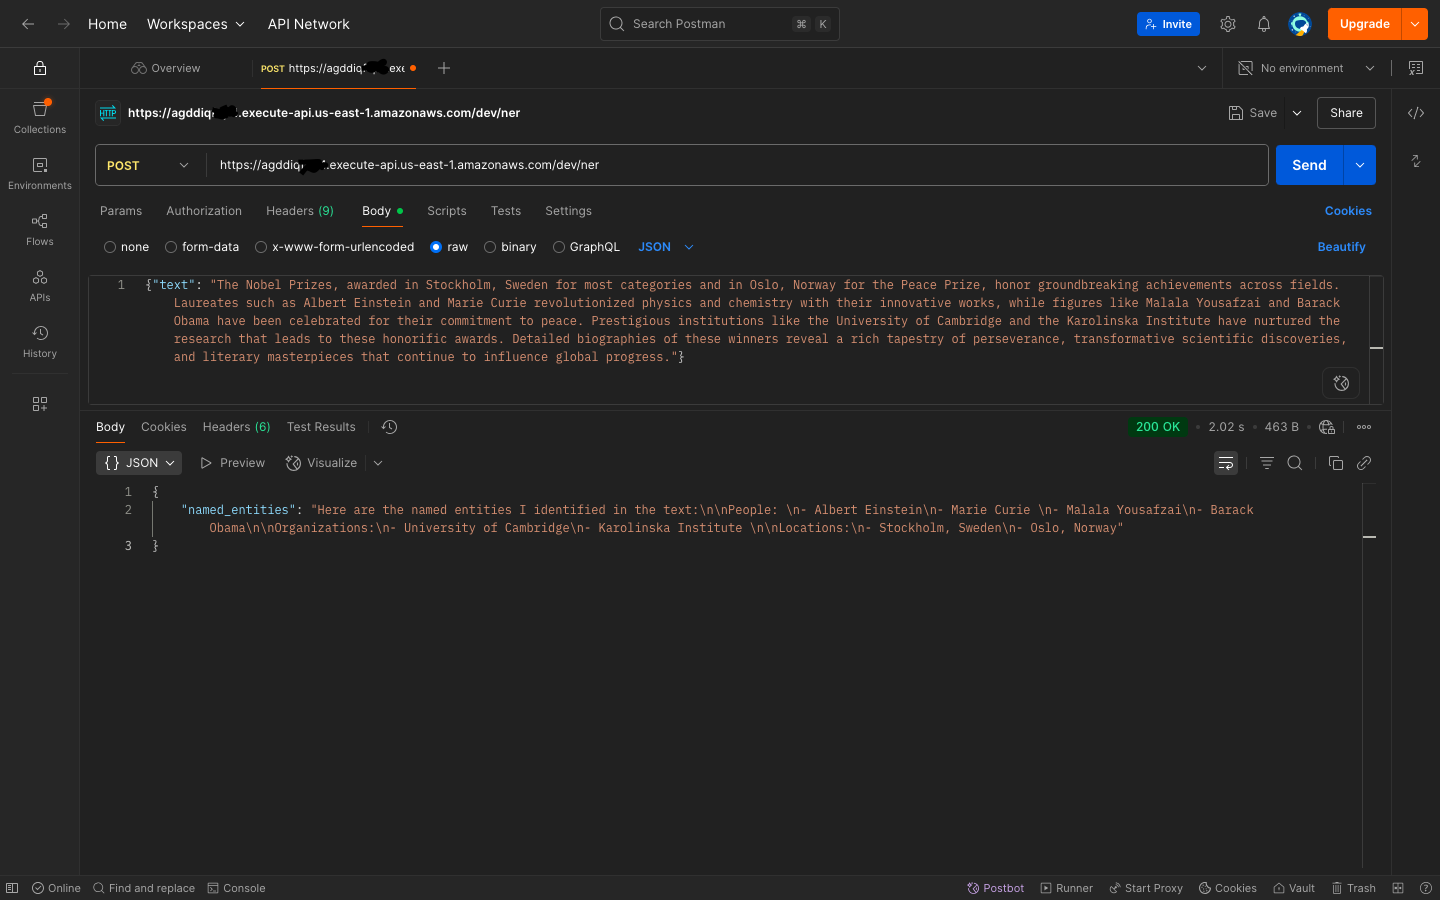 Home Workspaces API Network Search Postman ⌘ K Invite Upgrade
Overview POST https://agddiq exe No environment
Collections
Environments
Flows
APIs
History
HTTP https://agddiq .execute-api.us-east-1.amazonaws.com/dev/ner Save Share
POST https://agddiq .execute-api.us-east-1.amazonaws.com/dev/ner Send
Params Authorization Headers (9) Body Scripts Tests Settings Cookies
none form-data x-www-form-urlencoded raw binary GraphQL JSON Beautify
1 {"text": "The Nobel Prizes, awarded in Stockholm, Sweden for most categories and in Oslo, Norway for the Peace Prize, honor groundbreaking achievements across fields.
Laureates such as Albert Einstein and Marie Curie revolutionized physics and chemistry with their innovative works, while figures like Malala Yousafzai and Barack
Obama have been celebrated for their commitment to peace. Prestigious institutions like the University of Cambridge and the Karolinska Institute have nurtured the
research that leads to these honorific awards. Detailed biographies of these winners reveal a rich tapestry of perseverance, transformative scientific discoveries,
and literary masterpieces that continue to influence global progress."}
Body Cookies Headers (6) Test Results 200 OK • 2.02 s • 463 B •
{} JSON Preview Visualize
1 {
2 "named_entities": "Here are the named entities I identified in the text:\n\nPeople: \n- Albert Einstein\n- Marie Curie \n- Malala Yousafzai\n- Barack
Obama\n\nOrganizations:\n- University of Cambridge\n- Karolinska Institute \n\nLocations:\n- Stockholm, Sweden\n- Oslo, Norway"
3 }
Online Find and replace Console Postbot Runner Start Proxy Cookies Vault Trash